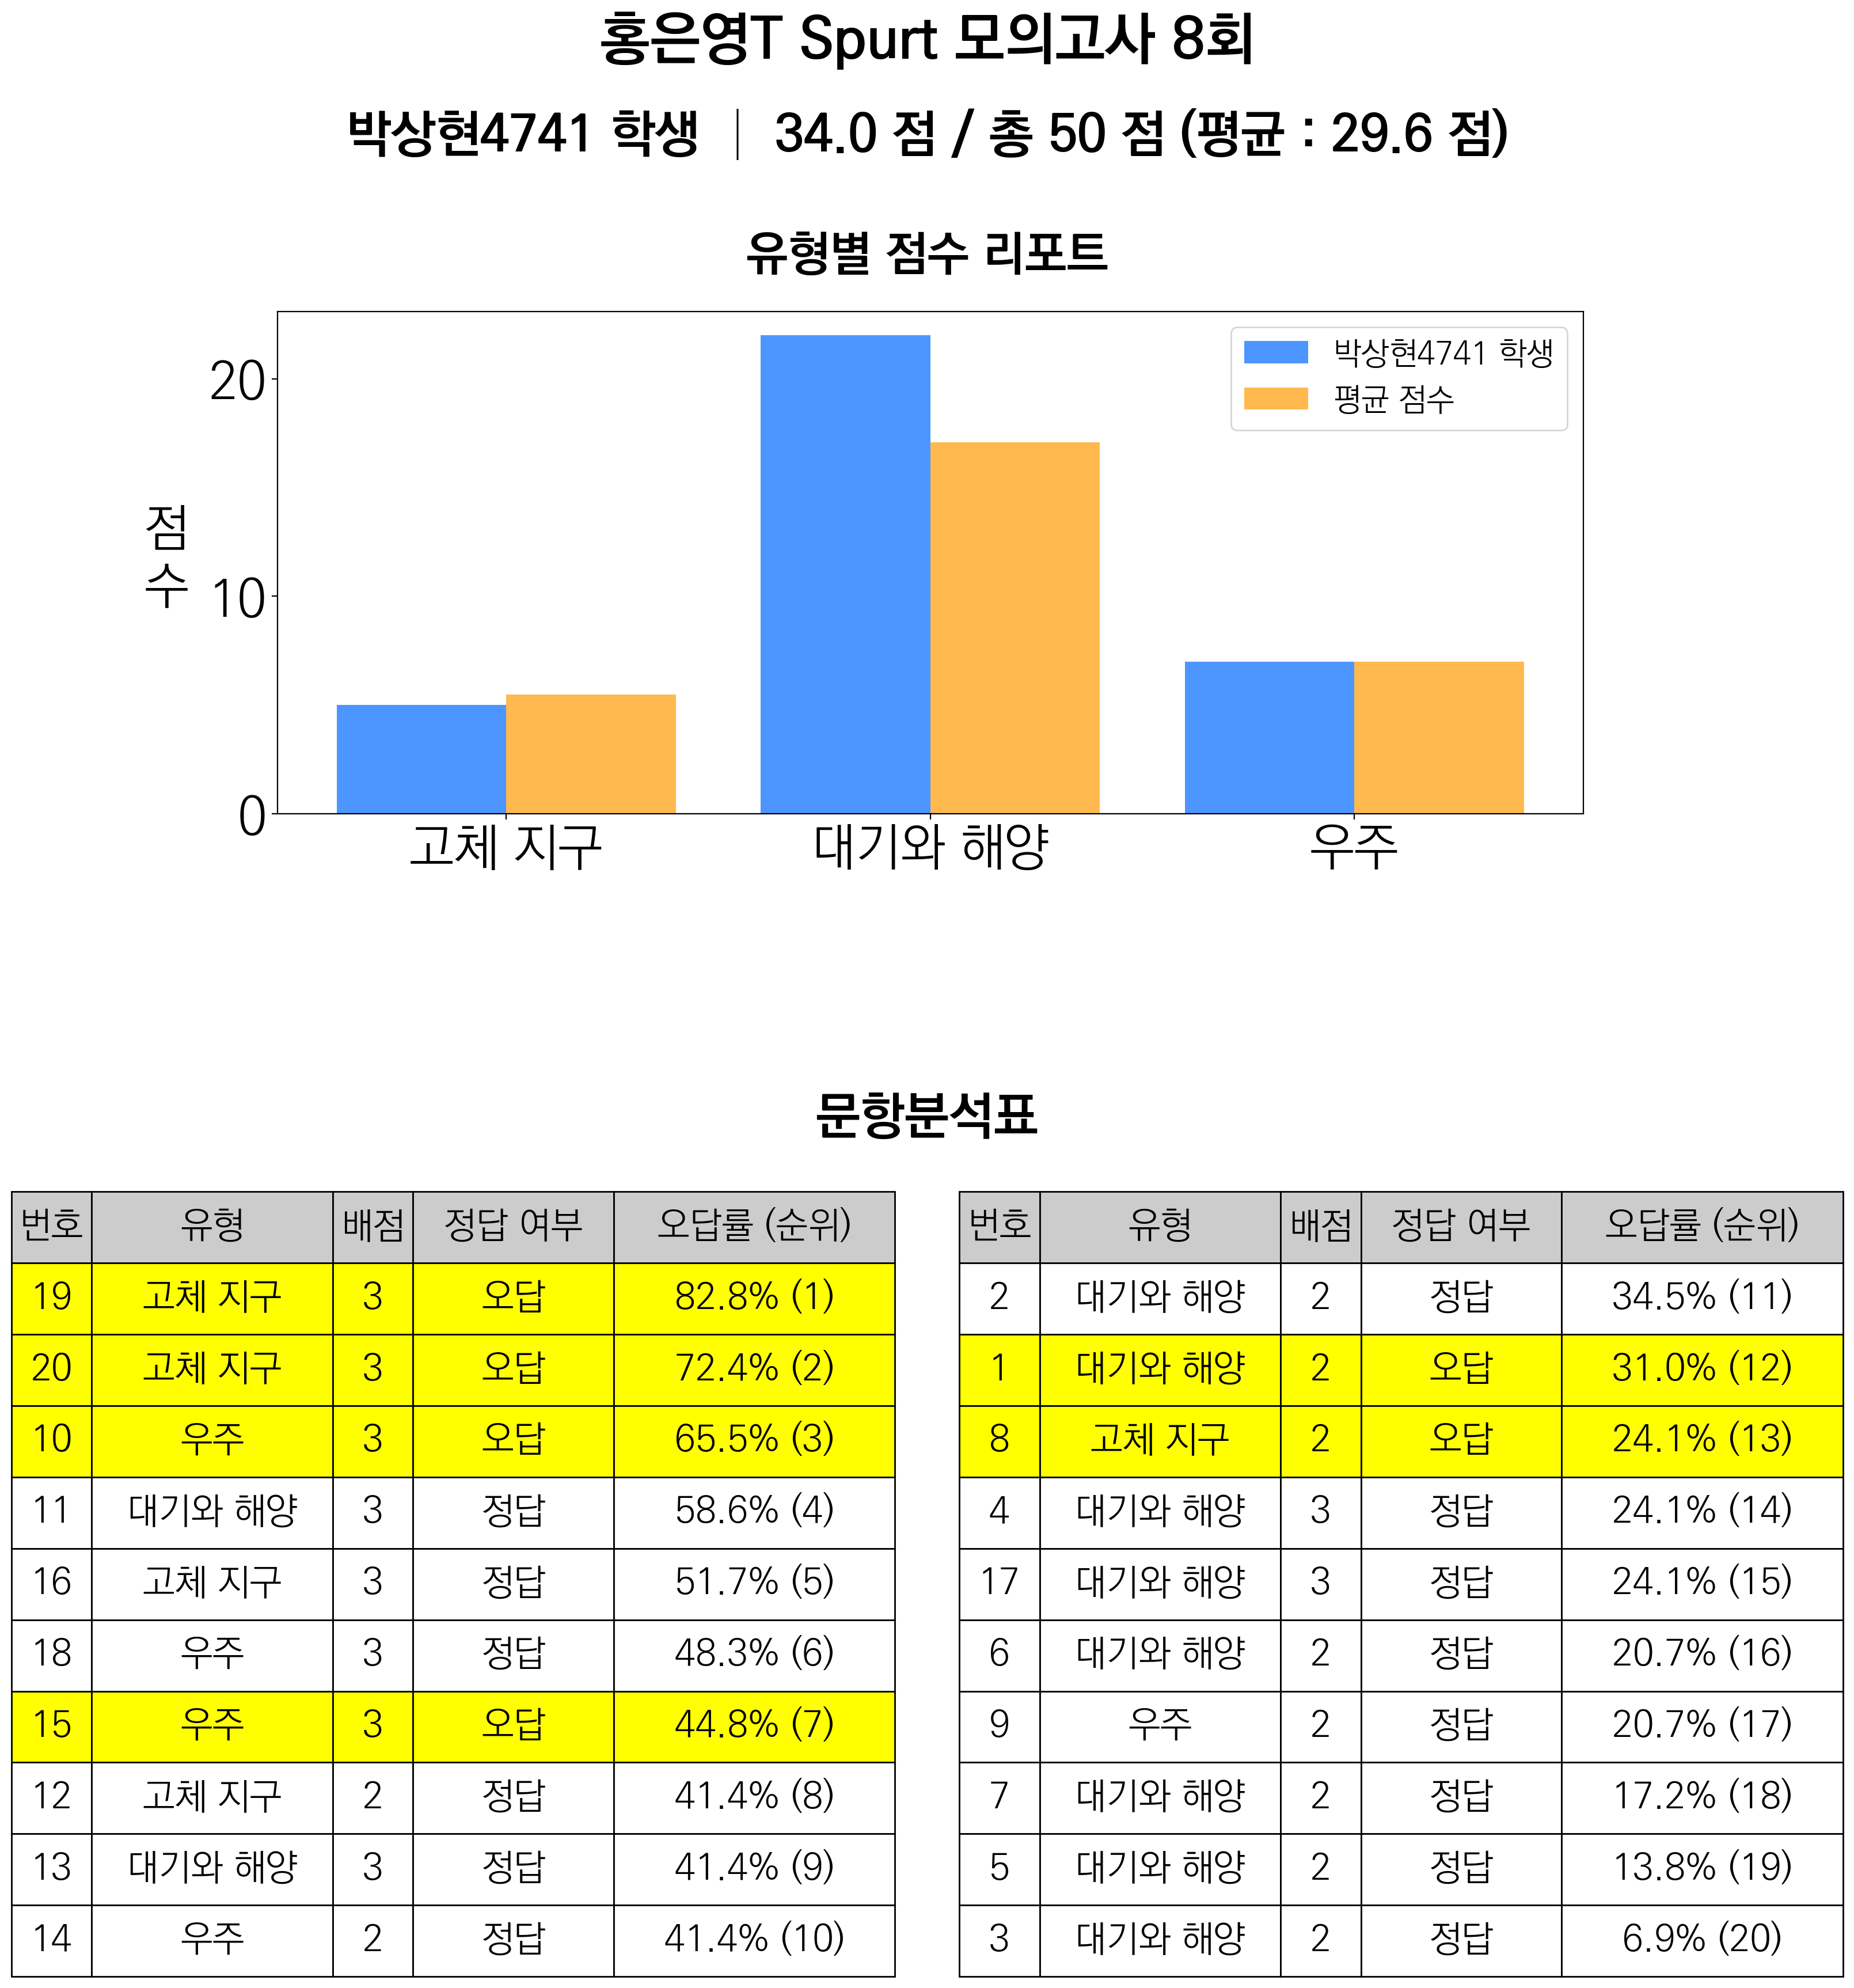 홍은영T Spurt 모의고사 8회
박상현4741 학생 | 34.0 점 / 총 50 점 (평균 : 29.6 점)
유형별 점수 리포트
박상현4741 학생
평균 점수
점
수
20
10
0
고체 지구 대기와 해양 우주
문항분석표
번호 유형 배점 정답 여부 오답률 (순위)
19 고체 지구 3 오답 82.8% (1)
20 고체 지구 3 오답 72.4% (2)
10 우주 3 오답 65.5% (3)
11 대기와 해양 3 정답 58.6% (4)
16 고체 지구 3 정답 51.7% (5)
18 우주 3 정답 48.3% (6)
15 우주 3 오답 44.8% (7)
12 고체 지구 2 정답 41.4% (8)
13 대기와 해양 3 정답 41.4% (9)
14 우주 2 정답 41.4% (10)
번호 유형 배점 정답 여부 오답률 (순위)
2 대기와 해양 2 정답 34.5% (11)
1 대기와 해양 2 오답 31.0% (12)
8 고체 지구 2 오답 24.1% (13)
4 대기와 해양 3 정답 24.1% (14)
17 대기와 해양 3 정답 24.1% (15)
6 대기와 해양 2 정답 20.7% (16)
9 우주 2 정답 20.7% (17)
7 대기와 해양 2 정답 17.2% (18)
5 대기와 해양 2 정답 13.8% (19)
3 대기와 해양 2 정답 6.9% (20)